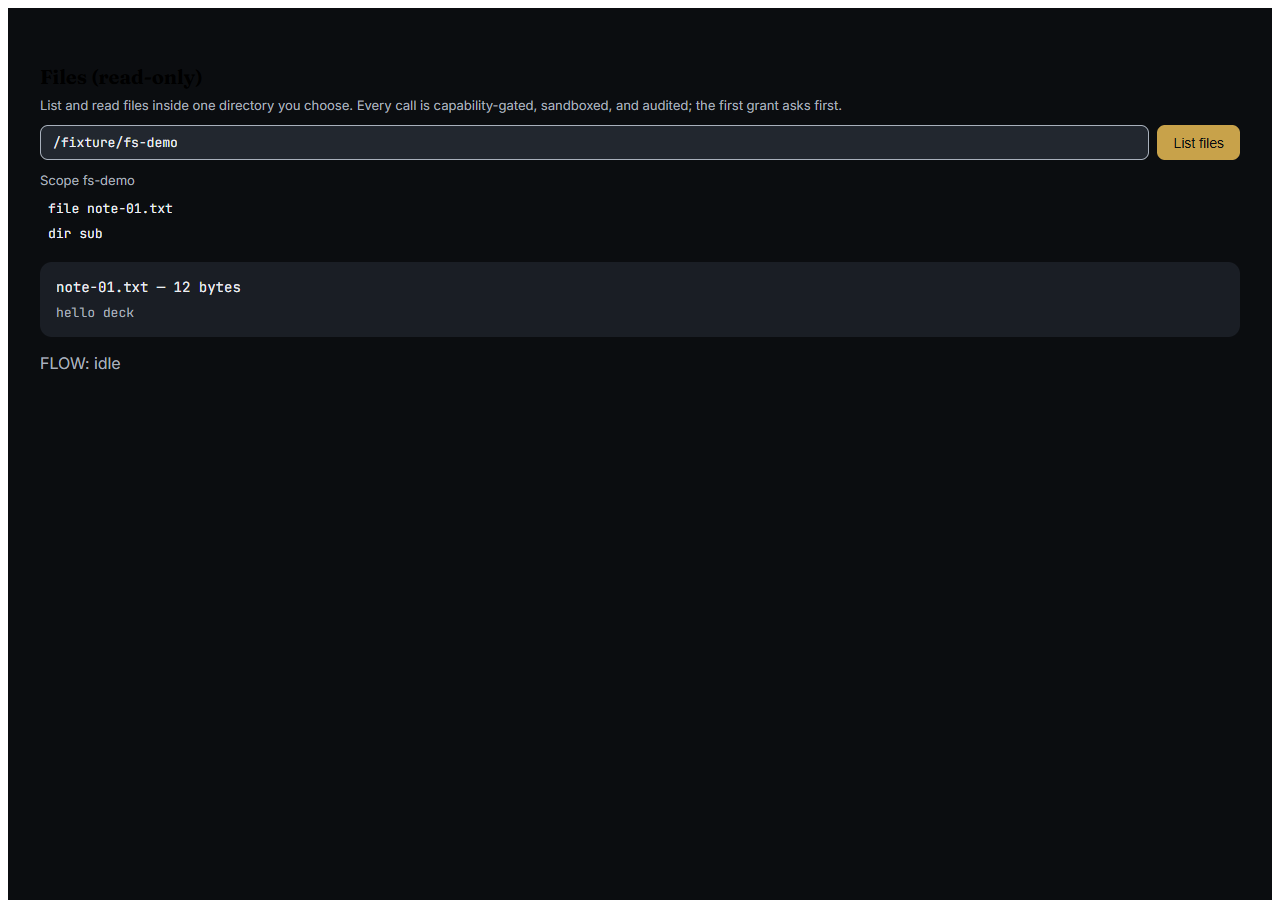 Files (read-only)
List and read files inside one directory you choose. Every call is capability-gated, sandboxed, and audited; the first grant asks first.
/fixture/fs-demo
List files
Scope fs-demo
file note-01.txt
dir sub
note-01.txt — 12 bytes
hello deck
FLOW: idle